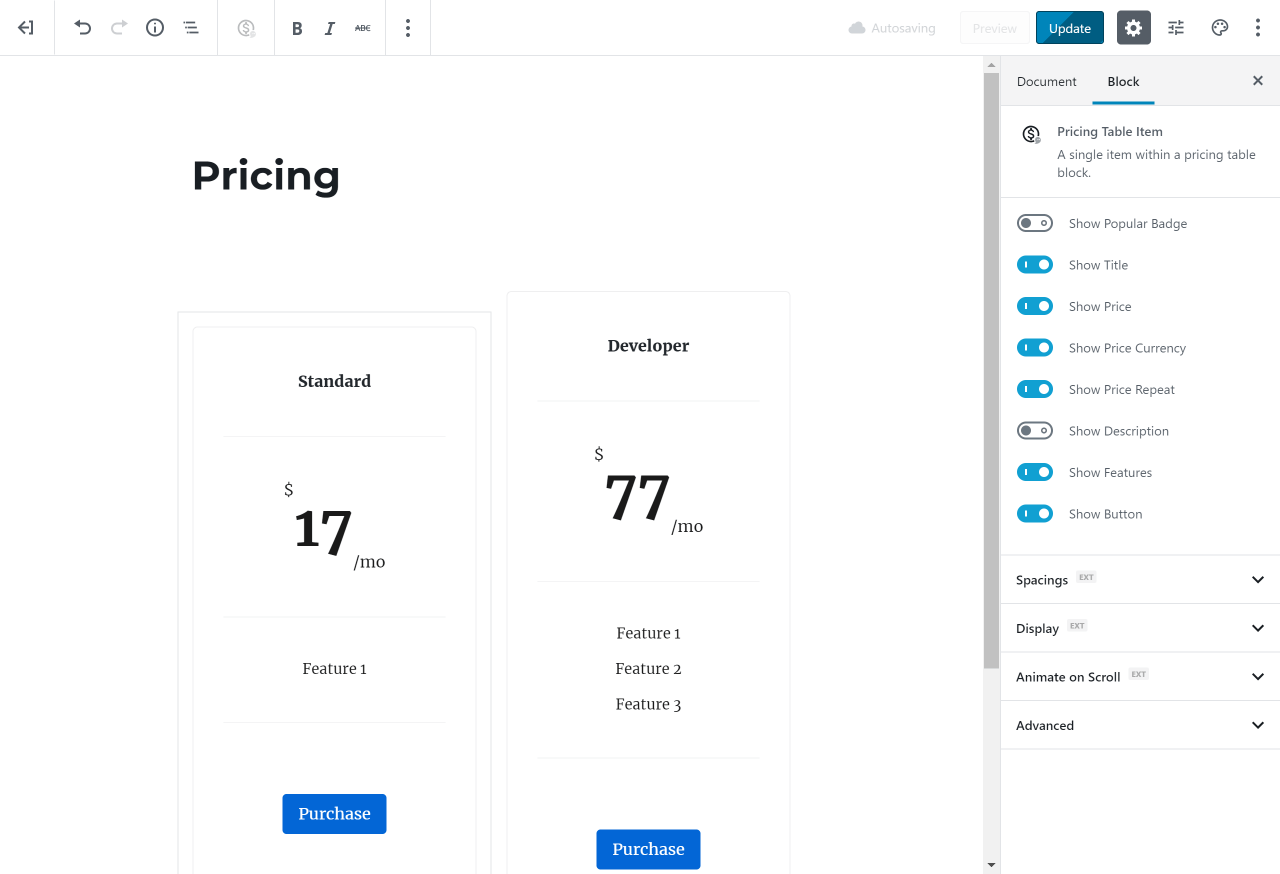 B I ABC
Autosaving
Preview
Update
Document
Block
Pricing Table Item
A single item within a pricing table
block.
Show Popular Badge
Show Title
Show Price
Show Price Currency
Show Price Repeat
Show Description
Show Features
Show Button
Spacings EXT
Display EXT
Animate on Scroll EXT
Advanced
Pricing
Standard
$
17
/mo
Feature 1
Purchase
Developer
$
77
/mo
Feature 1
Feature 2
Feature 3
Purchase